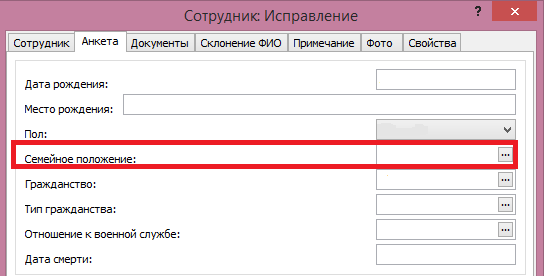 Сотрудник: Исправление
? ×
Сотрудник Анкета Документы Склонение ФИО Примечание Фото Свойства
Дата рождения:
Место рождения:
Пол:
Семейное положение: ...
Гражданство: ...
Тип гражданства: ...
Отношение к военной службе: ...
Дата смерти: